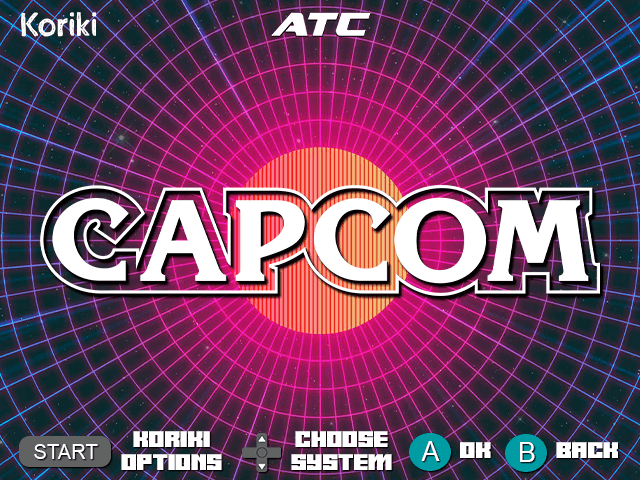 Koriki
ATC
CAPCOM
START
KORIKI
OPTIONS
CHOOSE
SYSTEM
A
OK
B
BACK